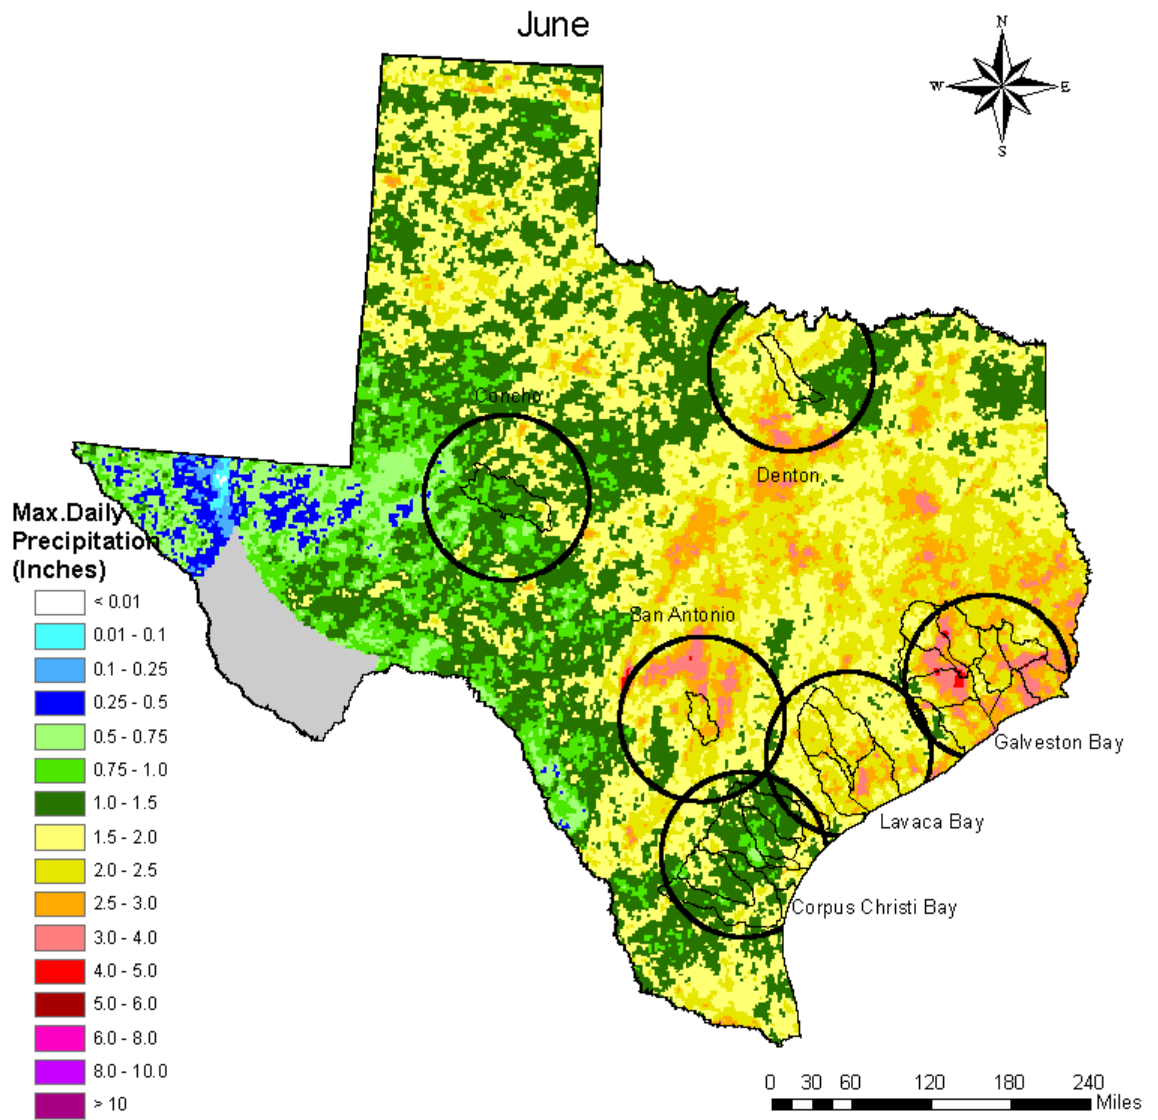 June
N
W
E
S
Concho
Denton
Max.Daily
Precipitation
(Inches)
< 0.01
0.01 - 0.1
0.1 - 0.25
0.25 - 0.5
0.5 - 0.75
0.75 - 1.0
1.0 - 1.5
1.5 - 2.0
2.0 - 2.5
2.5 - 3.0
3.0 - 4.0
4.0 - 5.0
5.0 - 6.0
6.0 - 8.0
8.0 - 10.0
> 10
San Antonio
Galveston Bay
Lavaca Bay
Corpus Christi Bay
0 30 60 120 180 240
Miles